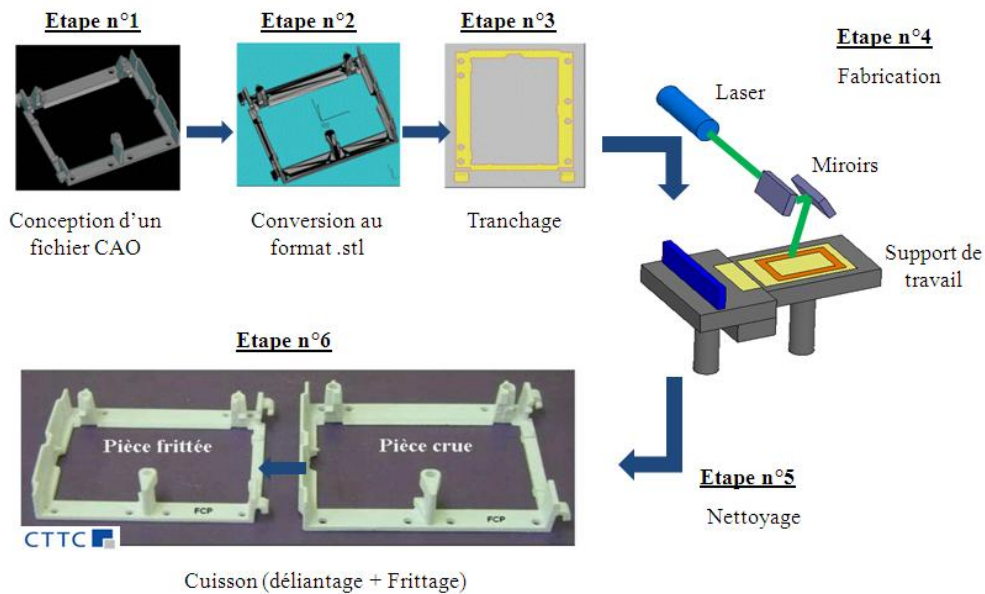 Etape n°1
Etape n°2
Etape n°3
Etape n°4
Fabrication
Laser
Miroirs
Support de
travail
Conception d'un
fichier CAO
Conversion au
format .stl
Tranchage
Etape n°5
Nettoyage
Etape n°6
Pièce frittée
Pièce crue
FCP
FCP
CTTC
Cuisson (déliantage + Frittage)